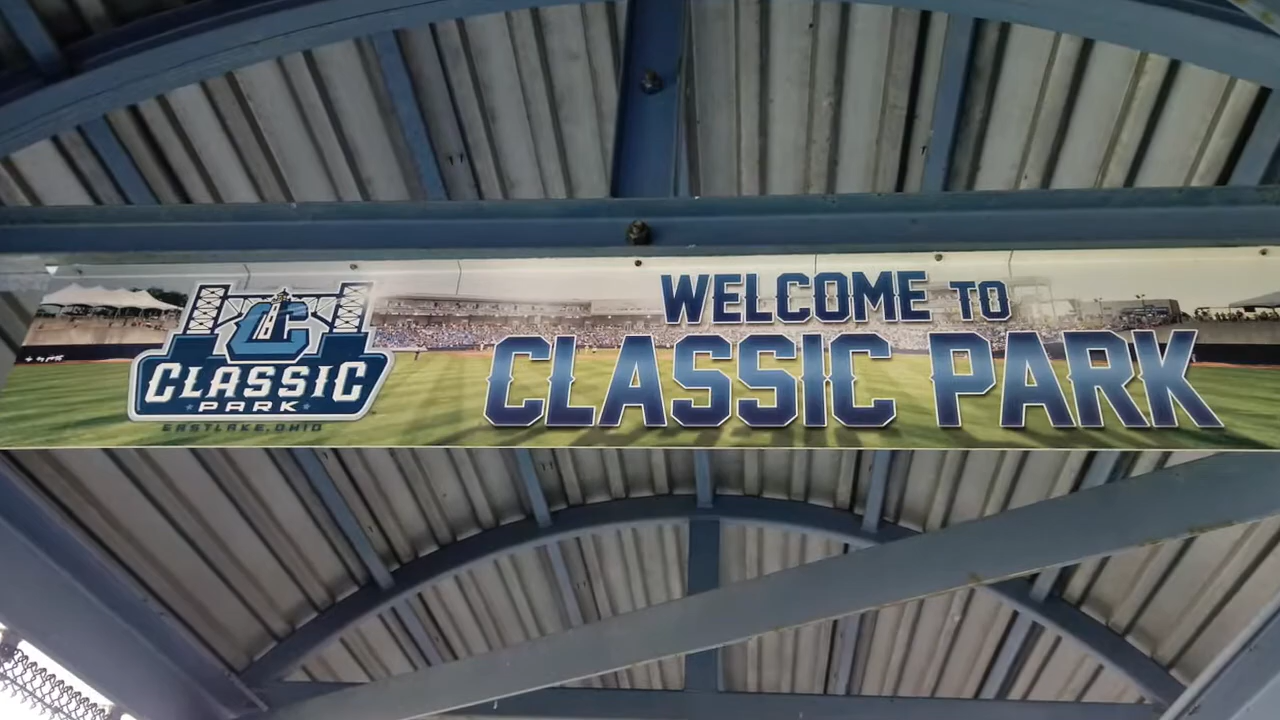 C
CLASSIC
PARK
EASTLAKE, OHIO
WELCOME TO
CLASSIC PARK